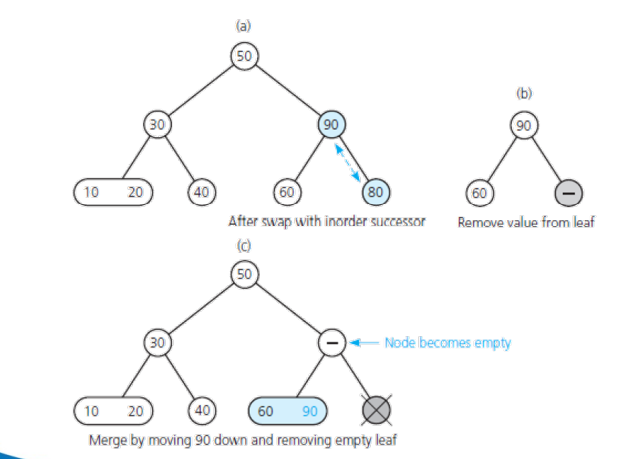 (a)
50
30 90
10 20 40 60 80
After swap with inorder successor
(b)
90
60 –
Remove value from leaf
(c)
50
30 – Node becomes empty
10 20 40 60 90
Merge by moving 90 down and removing empty leaf